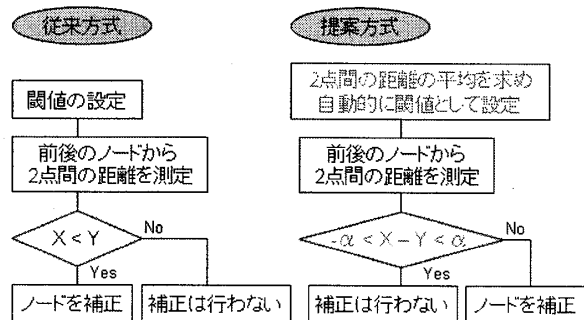 従来方式
閾値の設定
前後のノードから
2点間の距離を測定
X < Y
No
Yes
ノードを補正
補正は行わない
提案方式
2点間の距離の平均を求め
自動的に閾値として設定
前後のノードから
2点間の距離を測定
-α < X - Y < α
No
Yes
補正は行わない
ノードを補正